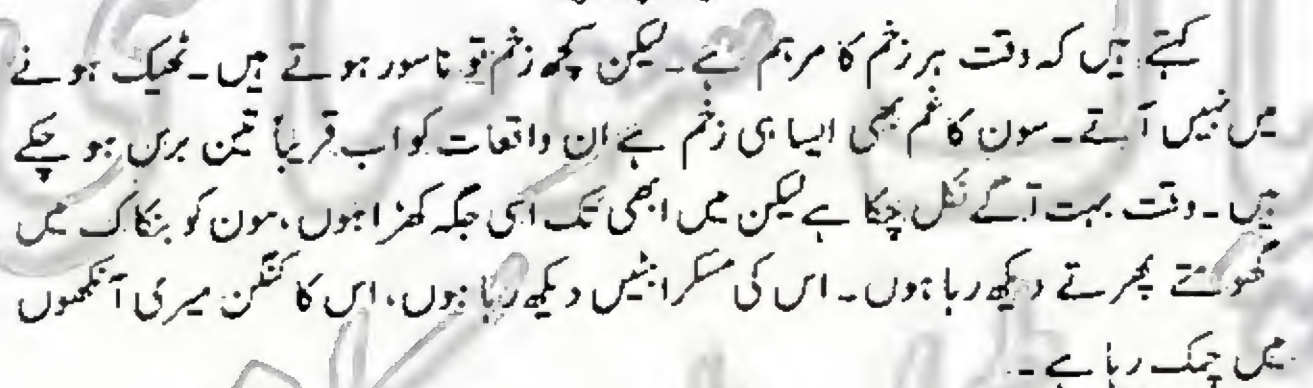 کہتے ہیں کہ وقت ہر زخم کا مرہم ہے۔ لیکن کچھ زخم تو ناسور ہوتے ہیں۔ ٹھیک ہونے
میں نہیں آتے۔ سون کا غم بھی ایسا ہی زخم ہے ان واقعات کو اب قریباً تین برس ہو چکے
ہیں۔ وقت بہت آگے نکل چکا ہے لیکن میں ابھی تک اسی جگہ کھڑا ہوں، سون کو بنکاک میں
گھومتے پھرتے دیکھ رہا ہوں۔ اس کی مسکراہٹیں دیکھ رہا ہوں، اس کا کنگن میری آنکھوں
میں چمک رہا ہے۔